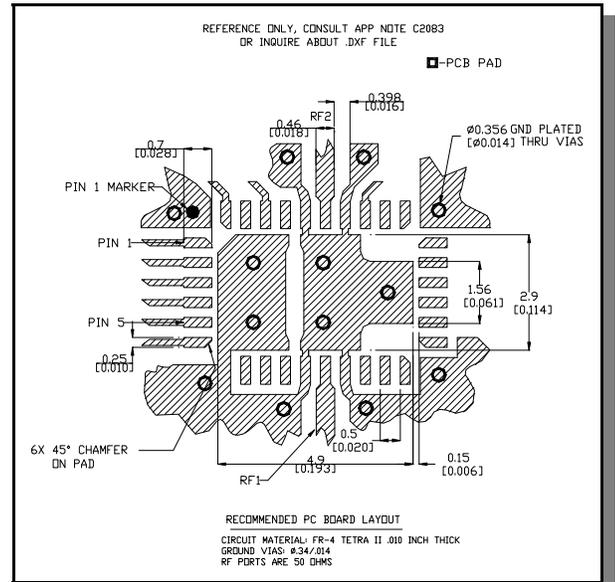 REFERENCE ONLY, CONSULT APP NOTE C2083
OR INQUIRE ABOUT .DXF FILE
-PCB PAD
0.398
[0.016]
RF2
0.46
[0.018]
Ø0.356 GND PLATED
[Ø0.014] THRU VIAS
0.7
[0.028]
PIN 1 MARKER
PIN 1
1.56
[0.061]
2.9
[0.114]
PIN 5
0.25
[0.010]
0.5
[0.020]
6X 45° CHAMFER
ON PAD
4.9
[0.193]
0.15
[0.006]
RF1
RECOMMENDED PC BOARD LAYOUT
CIRCUIT MATERIAL: FR-4 TETRA II .010 INCH THICK
GROUND VIAS: Ø.34/.014
RF PORTS ARE 50 OHMS